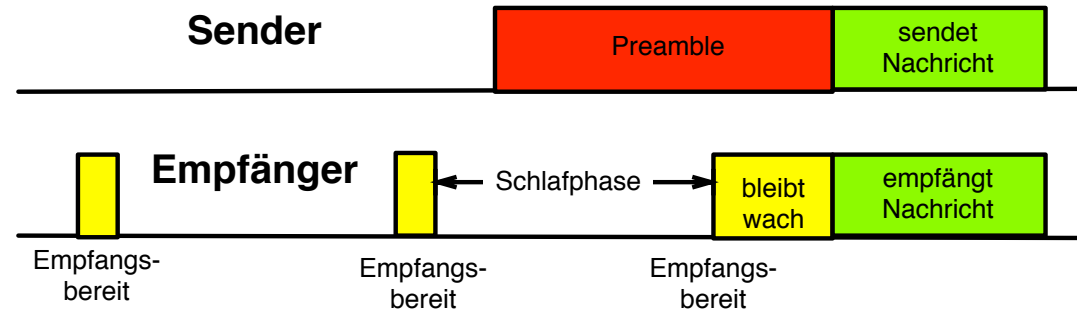 Sender
Preamble
sendet
Nachricht
Empfänger
Schlafphase
bleibt
wach
empfängt
Nachricht
Empfangs-
bereit
Empfangs-
bereit
Empfangs-
bereit